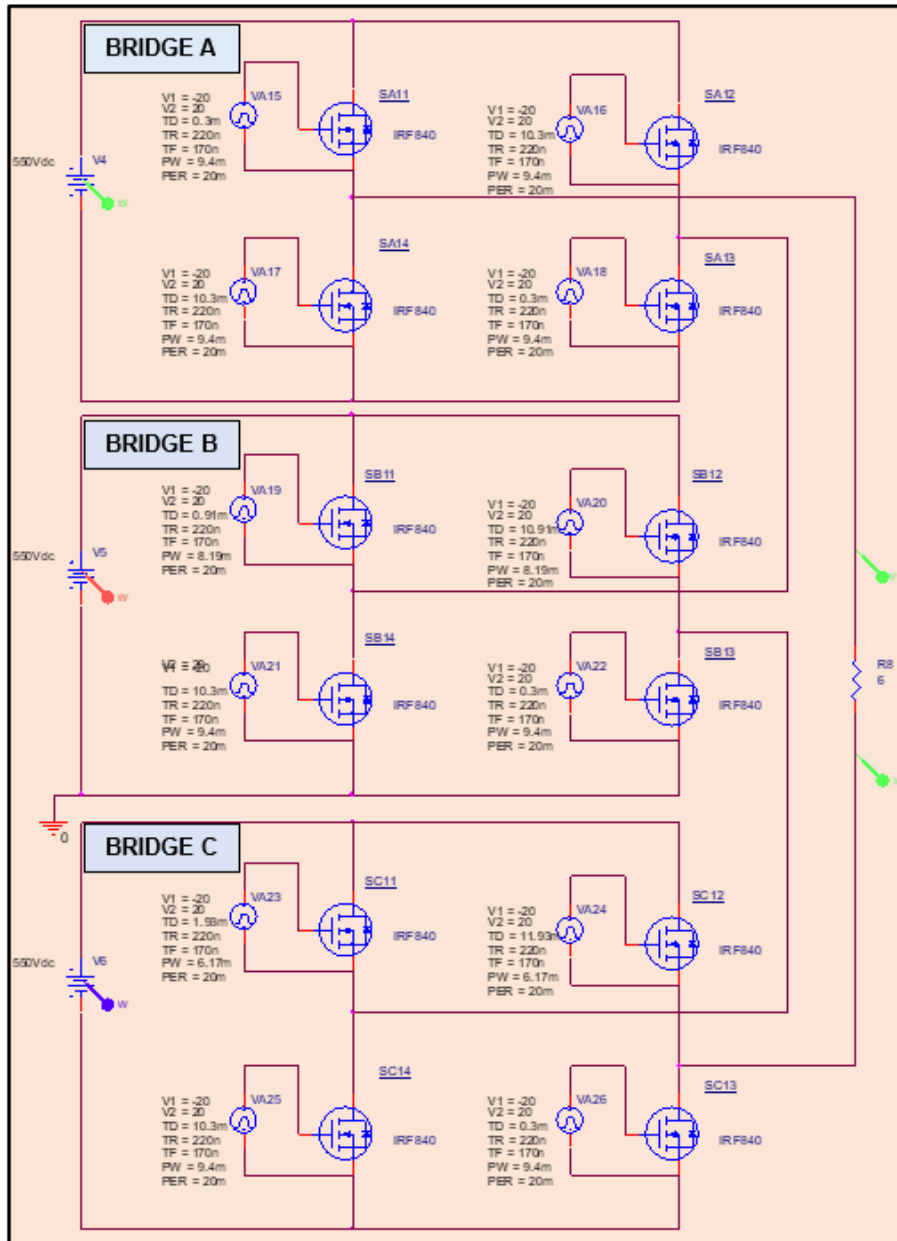 BRIDGE A
VA15
V1 = -20
V2 = 20
TD = 0.3m
TR = 220n
TF = 170n
PW = 9.4m
PER = 20m
SA11
IRF840
VA16
V1 = -20
V2 = 20
TD = 10.3m
TR = 220n
TF = 170n
PW = 9.4m
PER = 20m
SA12
IRF840
550Vdc
V4
W
VA17
V1 = -20
V2 = 20
TD = 10.3m
TR = 220n
TF = 170n
PW = 9.4m
PER = 20m
SA14
IRF840
VA18
V1 = -20
V2 = 20
TD = 0.3m
TR = 220n
TF = 170n
PW = 9.4m
PER = 20m
SA13
IRF840
BRIDGE B
VA19
V1 = -20
V2 = 20
TD = 0.91m
TR = 220n
TF = 170n
PW = 8.19m
PER = 20m
SB11
IRF840
VA20
V1 = -20
V2 = 20
TD = 10.91m
TR = 220n
TF = 170n
PW = 8.19m
PER = 20m
SB12
IRF840
550Vdc
V5
W
VA21
TD = 10.3m
TR = 220n
TF = 170n
PW = 9.4m
PER = 20m
SB14
IRF840
VA22
V1 = -20
V2 = 20
TD = 0.3m
TR = 220n
TF = 170n
PW = 9.4m
PER = 20m
SB13
IRF840
R8
6
0
BRIDGE C
VA23
V1 = -20
V2 = 20
TD = 1.93m
TR = 220n
TF = 170n
PW = 6.17m
PER = 20m
SC11
IRF840
VA24
V1 = -20
V2 = 20
TD = 11.93m
TR = 220n
TF = 170n
PW = 6.17m
PER = 20m
SC12
IRF840
550Vdc
V6
W
VA25
V1 = -20
V2 = 20
TD = 10.3m
TR = 220n
TF = 170n
PW = 9.4m
PER = 20m
SC14
IRF840
VA26
V1 = -20
V2 = 20
TD = 0.3m
TR = 220n
TF = 170n
PW = 9.4m
PER = 20m
SC13
IRF840